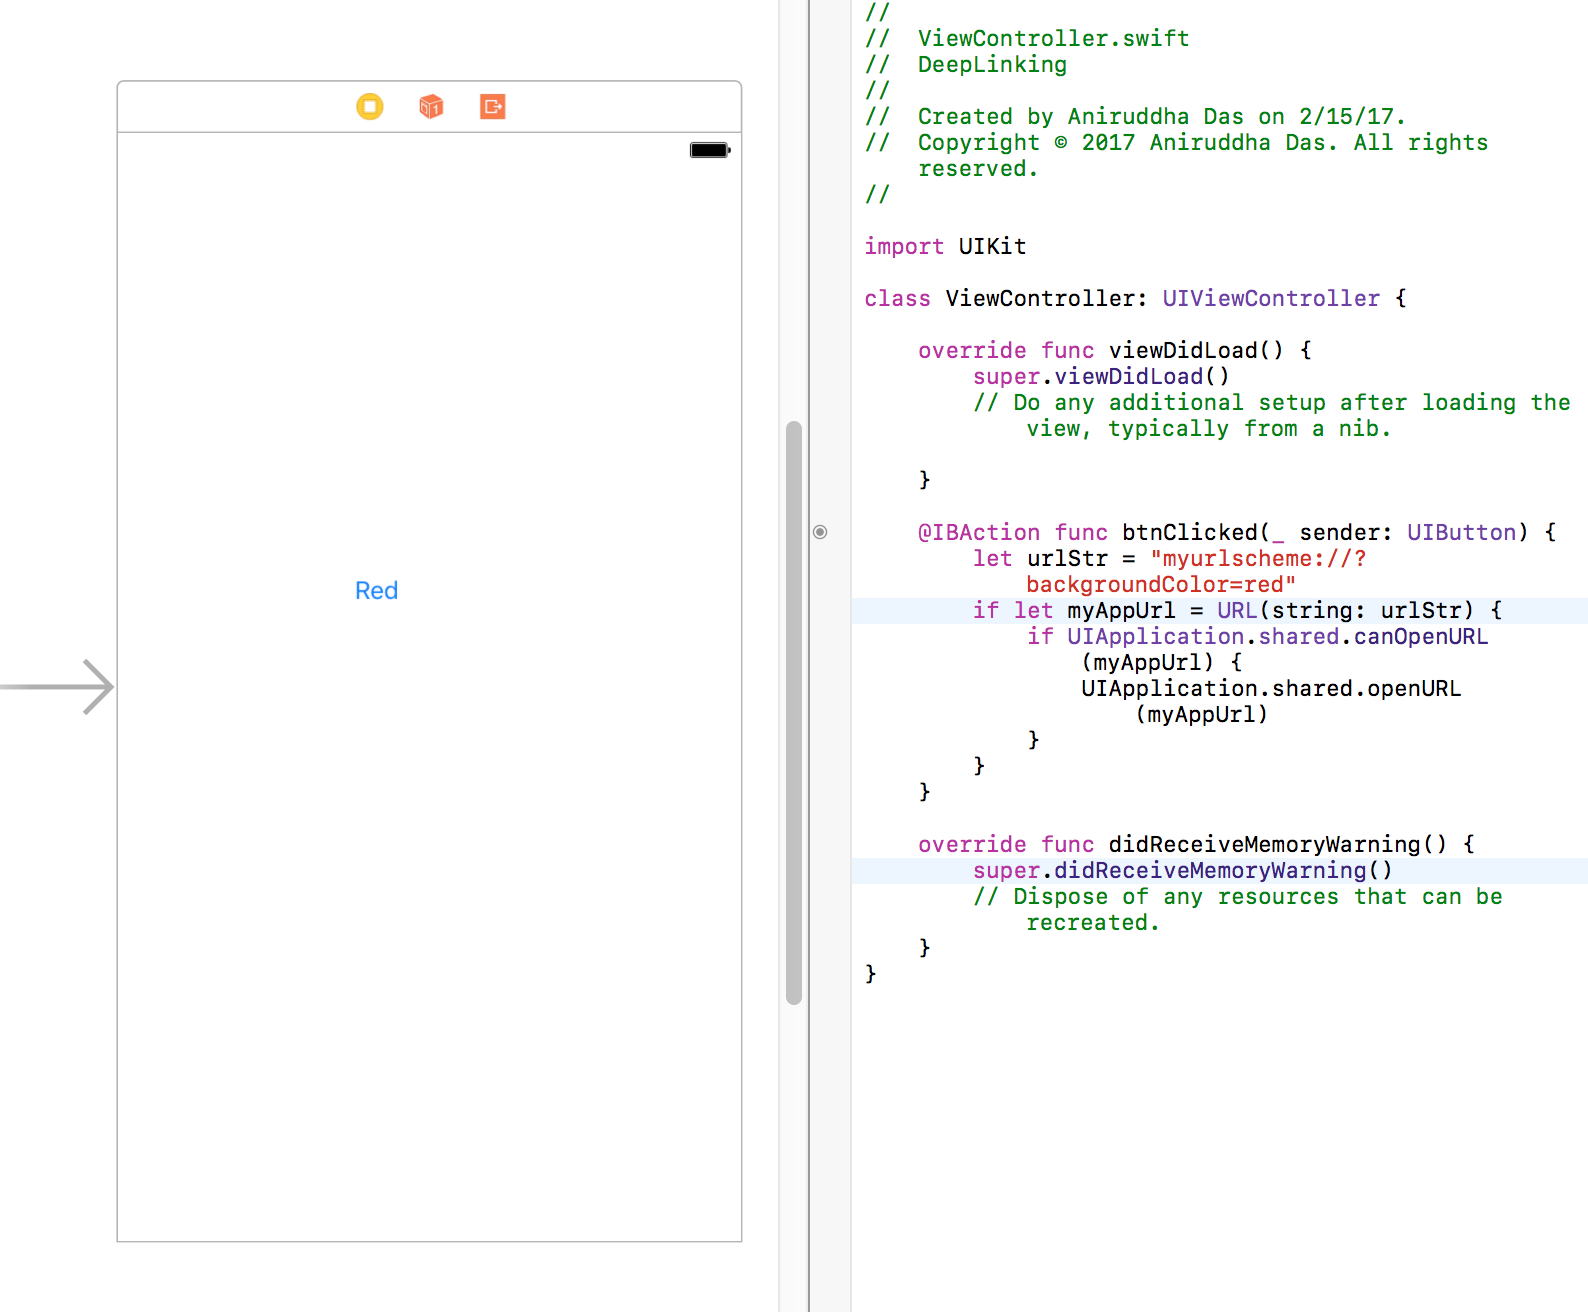 Red
//
//  ViewController.swift
//  DeepLinking
//
//  Created by Aniruddha Das on 2/15/17.
//  Copyright © 2017 Aniruddha Das. All rights
    reserved.
//
import UIKit
class ViewController: UIViewController {
    override func viewDidLoad() {
        super.viewDidLoad()
        // Do any additional setup after loading the
            view, typically from a nib.
    }
    @IBAction func btnClicked(_ sender: UIButton) {
        let urlStr = "myurlscheme://?
            backgroundColor=red"
        if let myAppUrl = URL(string: urlStr) {
            if UIApplication.shared.canOpenURL
                (myAppUrl) {
                UIApplication.shared.openURL
                    (myAppUrl)
            }
        }
    }
    override func didReceiveMemoryWarning() {
        super.didReceiveMemoryWarning()
        // Dispose of any resources that can be
            recreated.
    }
}